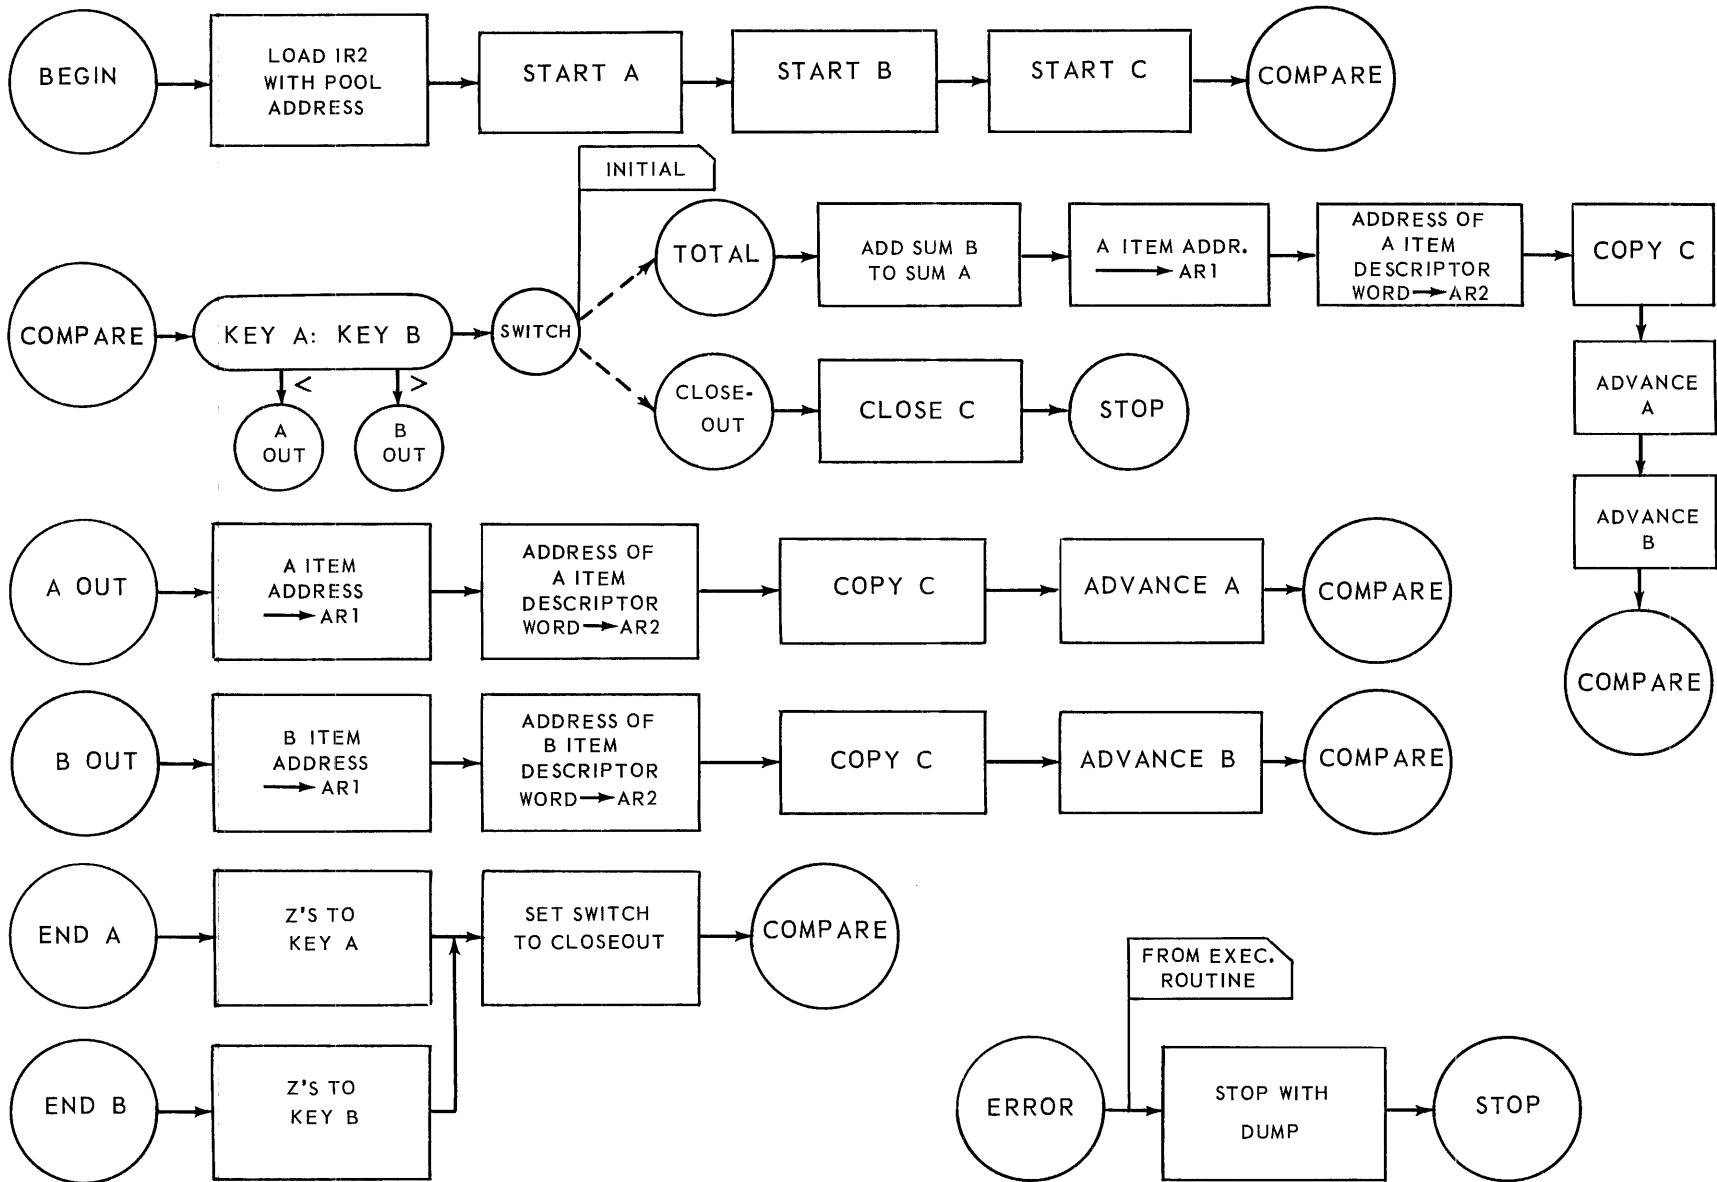 BEGIN
LOAD IR2
WITH POOL
ADDRESS
START A
START B
START C
COMPARE
INITIAL
COMPARE
KEY A: KEY B
<
>
A
OUT
B
OUT
SWITCH
TOTAL
ADD SUM B
TO SUM A
A ITEM ADDR.
→ AR1
ADDRESS OF
A ITEM
DESCRIPTOR
WORD → AR2
COPY C
ADVANCE
A
ADVANCE
B
COMPARE
CLOSE-
OUT
CLOSE C
STOP
A OUT
A ITEM
ADDRESS
→ AR1
ADDRESS OF
A ITEM
DESCRIPTOR
WORD → AR2
COPY C
ADVANCE A
COMPARE
B OUT
B ITEM
ADDRESS
→ AR1
ADDRESS OF
B ITEM
DESCRIPTOR
WORD → AR2
COPY C
ADVANCE B
COMPARE
END A
Z'S TO
KEY A
SET SWITCH
TO CLOSEOUT
COMPARE
END B
Z'S TO
KEY B
FROM EXEC.
ROUTINE
ERROR
STOP WITH
DUMP
STOP